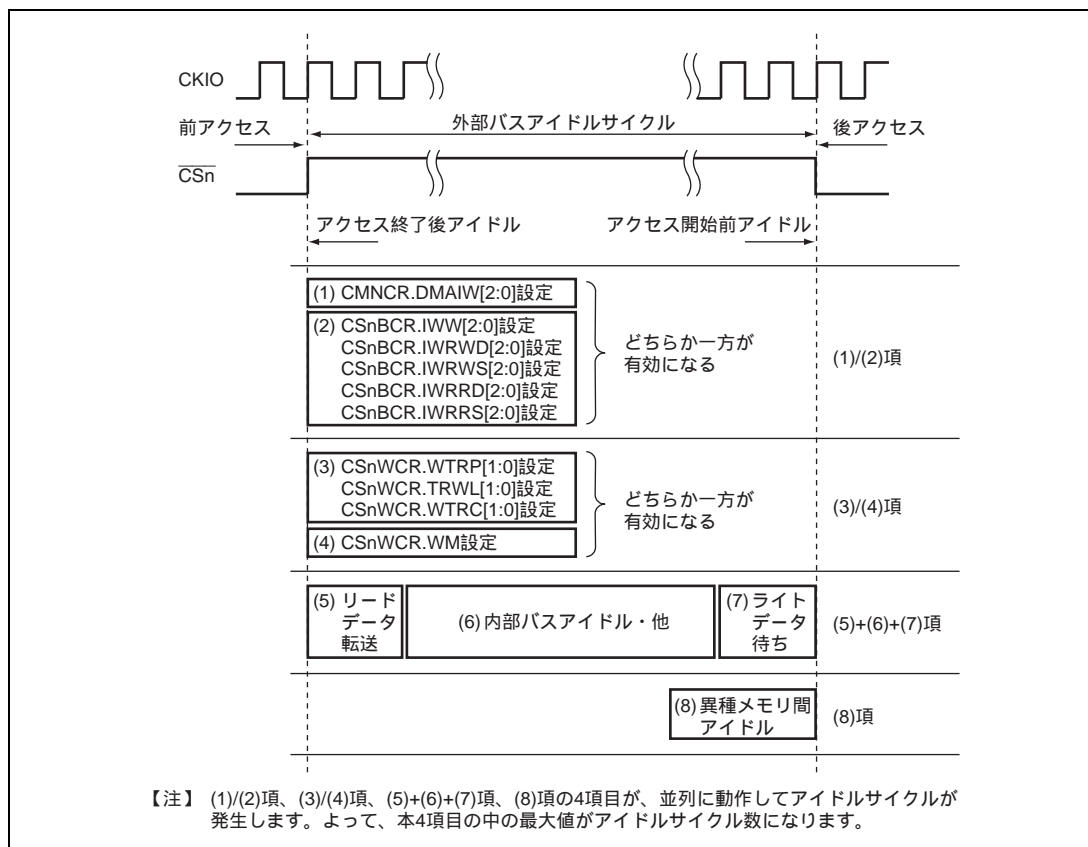 CKIO
前アクセス
外部バスアイドルサイクル
後アクセス
CSn
アクセス終了後アイドル
アクセス開始前アイドル
(1) CMNCR.DMAIW[2:0]設定
(2) CSnBCR.IWW[2:0]設定
CSnBCR.IWRWD[2:0]設定
CSnBCR.IWRWS[2:0]設定
CSnBCR.IWRRD[2:0]設定
CSnBCR.IWRRS[2:0]設定
どちらか一方が
有効になる
(1)/(2)項
(3) CSnWCR.WTRP[1:0]設定
CSnWCR.TRWL[1:0]設定
CSnWCR.WTRC[1:0]設定
(4) CSnWCR.WM設定
どちらか一方が
有効になる
(3)/(4)項
(5) リード
データ
転送
(6) 内部バスアイドル・他
(7) ライト
データ
待ち
(5)+(6)+(7)項
(8) 異種メモリ間
アイドル
(8)項
【注】 (1)/(2)項、(3)/(4)項、(5)+(6)+(7)項、(8)項の4項目が、並列に動作してアイドルサイクルが
発生します。よって、本4項目の中の最大値がアイドルサイクル数になります。